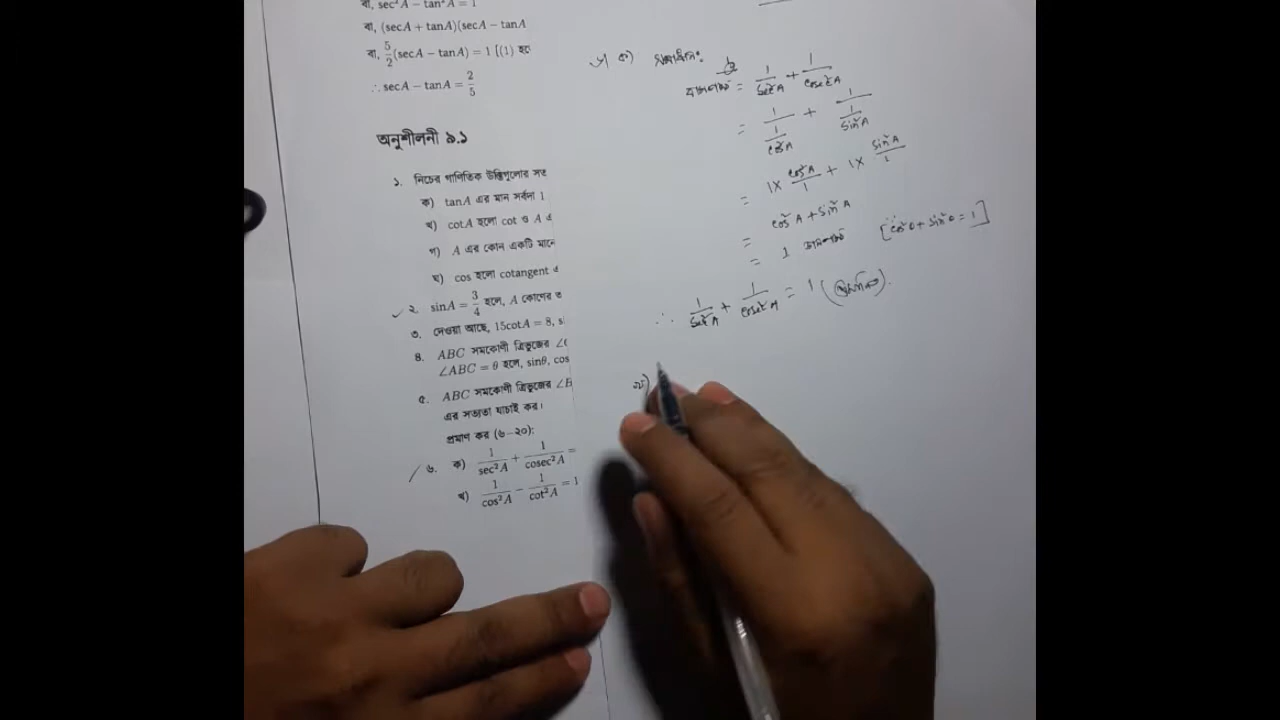 বা, sec²A − tan²A = 1
বা, (secA + tanA)(secA − tanA
বা, 5/2(secA − tanA) = 1 [(1) হতে
∴ secA − tanA = 2/5
অনুশীলনী ৯.১
১. নিচের গাণিতিক উক্তিগুলোর সত
ক) tanA এর মান সর্বদা 1
খ) cotA হলো cot ও A এ
গ) A এর কোন একটি মানে
ঘ) cos হলো cotangent এ
২. sinA = 3/4 হলে, A কোণের
৩. দেওয়া আছে, 15cotA = 8, s
৪. ABC সমকোণী ত্রিভুজের ∠
∠ABC = θ হলে, sinθ, cos
৫. ABC সমকোণী ত্রিভুজের ∠B
এর সত্যতা যাচাই কর।
প্রমাণ কর (৬–২০):
৬. ক) 1/sec²A + 1/cosec²A =
খ) 1/cos²A − 1/cot²A = 1
৬) ক) সমাধান:
বামপক্ষ = 1/sec²A + 1/cosec²A
= 1/(1/cos²A) + 1/(1/sin²A)
= 1 × cos²A/1 + 1 × sin²A/1
= cos²A + sin²A
= 1 ডানপক্ষ [cos²θ + sin²θ = 1]
∴ 1/sec²A + 1/cosec²A = 1 (প্রমাণিত).
খ)